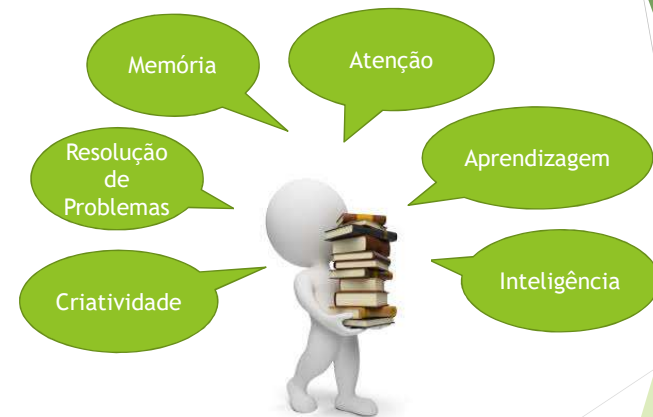 Memória
Atenção
Resolução
de
Problemas
Aprendizagem
Criatividade
Inteligência